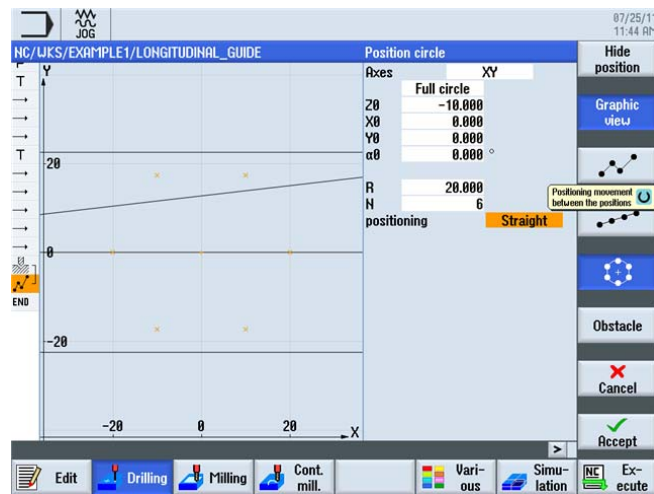 JOG
07/25/1
11:44 AM
NC/WKS/EXAMPLE1/LONGITUDINAL_GUIDE
Position circle
Hide position
Y
T
T
END
20
0
-20
-20
0
20
X
Axes XY
Full circle
Z0 -10.000
X0 0.000
Y0 0.000
α0 0.000 °
R 20.000
N 6
positioning Straight
Graphic view
Positioning movement between the positions
Obstacle
Cancel
Accept
>
Edit
Drilling
Milling
Cont. mill.
Vari- ous
Simu- lation
NC Ex- ecute